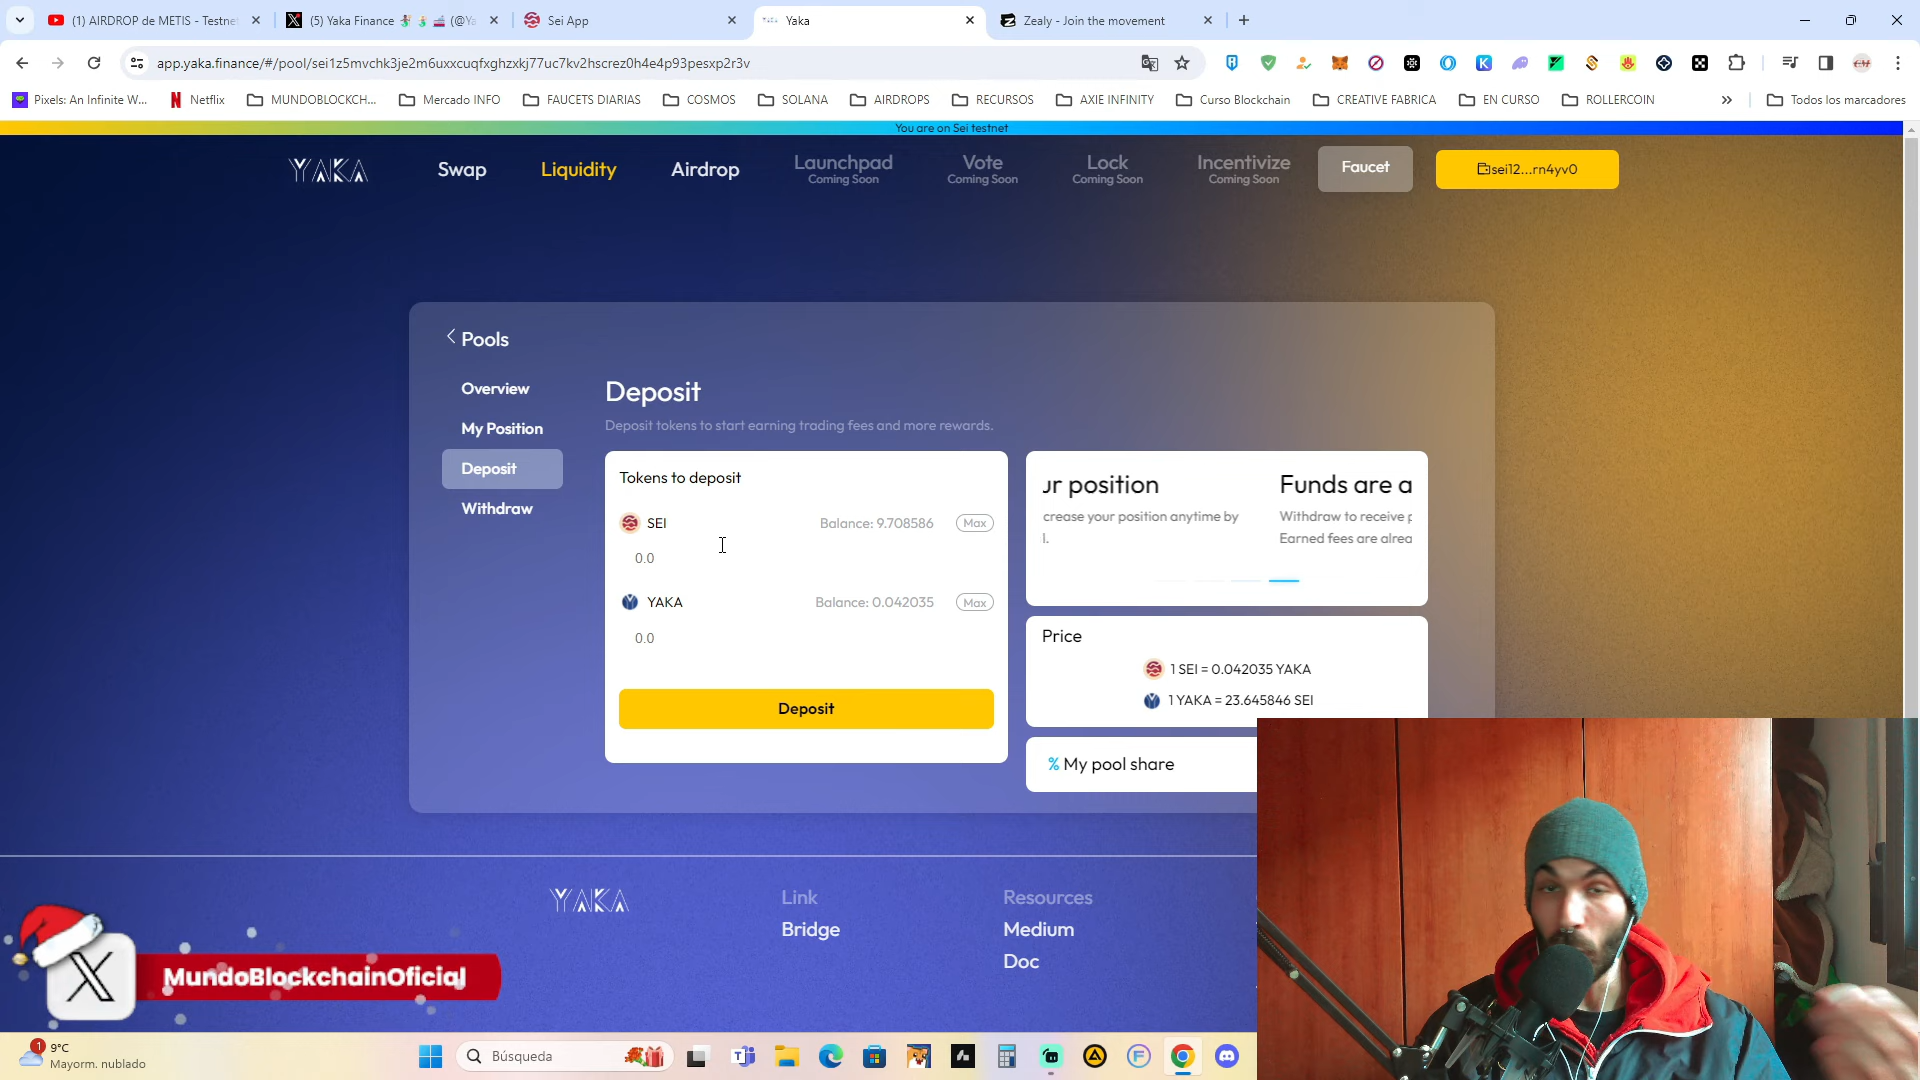 (1) AIRDROP de METIS - Testnet
(5) Yaka Finance
(@Ya
Sei App
Yaka
Zealy - Join the movement
app.yaka.finance/#/pool/sei1z5mvchk3je2m6uxxcuqfxghzxkj77uc7kv2hscrez0h4e4p93pesxp2r3v
Pixels: An Infinite W...
Netflix
MUNDOBLOCKCH...
Mercado INFO
FAUCETS DIARIAS
COSMOS
SOLANA
AIRDROPS
RECURSOS
AXIE INFINITY
Curso Blockchain
CREATIVE FABRICA
EN CURSO
ROLLERCOIN
»
Todos los marcadores
You are on Sei testnet
YAKA
Swap
Liquidity
Airdrop
Launchpad
Coming Soon
Vote
Coming Soon
Lock
Coming Soon
Incentivize
Coming Soon
Faucet
sei12...rn4yv0
Pools
Overview
My Position
Deposit
Withdraw
Deposit
Deposit tokens to start earning trading fees and more rewards.
Tokens to deposit
SEI
Balance: 9.708586
Max
0.0
YAKA
Balance: 0.042035
Max
0.0
Deposit
ur position
crease your position anytime by
l.
Funds are a
Withdraw to receive p
Earned fees are alrea
Price
1 SEI = 0.042035 YAKA
1 YAKA = 23.645846 SEI
% My pool share
YAKA
Link
Bridge
Resources
Medium
Doc
X
MundoBlockchainOficial
1
9°C
Mayorm. nublado
Búsqueda